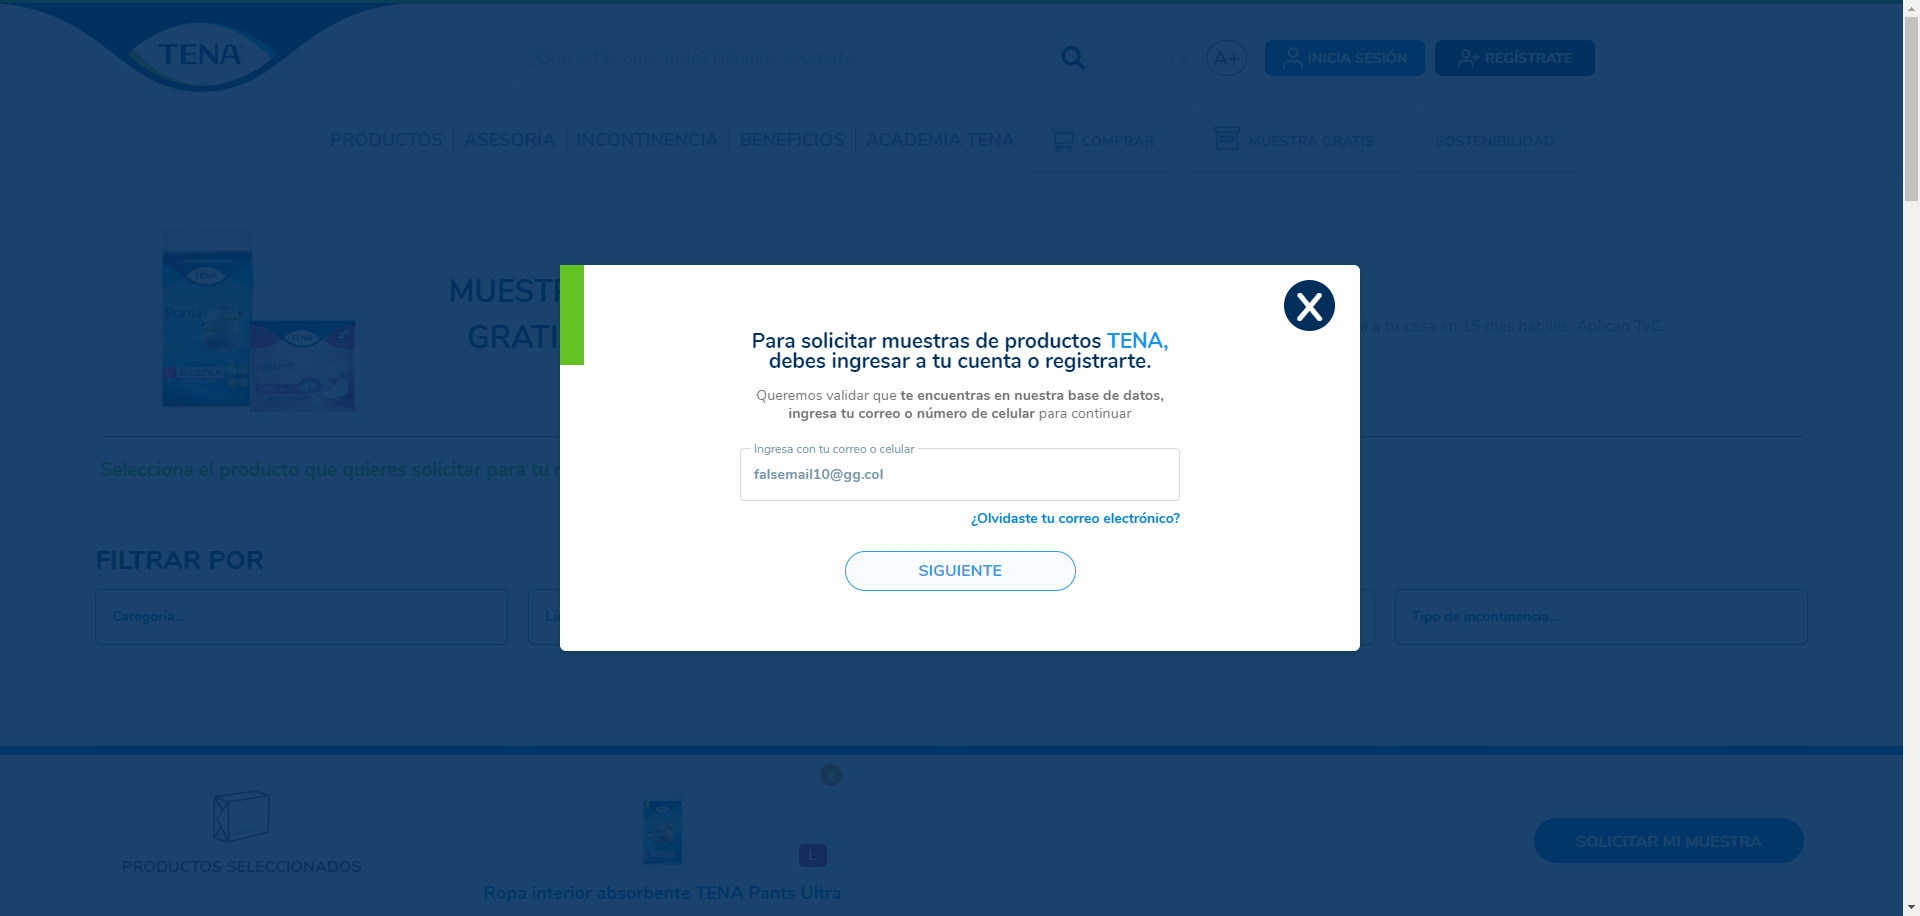 TENA
¿Qué estás buscando? Déjanos ayudarte
A+
INICIA SESIÓN
REGÍSTRATE
PRODUCTOS
ASESORÍA
INCONTINENCIA
BENEFICIOS
ACADEMIA TENA
COMPRAR
MUESTRA GRATIS
SOSTENIBILIDAD
TENA
Pants
ULTRA
TENA
GRATI
á a tu casa en 15 días hábiles. Aplican TyC.
X
Para solicitar muestras de productos TENA,
debes ingresar a tu cuenta o registrarte.
Queremos validar que te encuentras en nuestra base de datos,
ingresa tu correo o número de celular para continuar
Ingresa con tu correo o celular
falsemail10@gg.col
¿Olvidaste tu correo electrónico?
SIGUIENTE
Selecciona el producto que quieres solicitar para tu
FILTRAR POR
Categoría...
Tipo de incontinencia...
X
L
PRODUCTOS SELECCIONADOS
Ropa interior absorbente TENA Pants Ultra
SOLICITAR MI MUESTRA